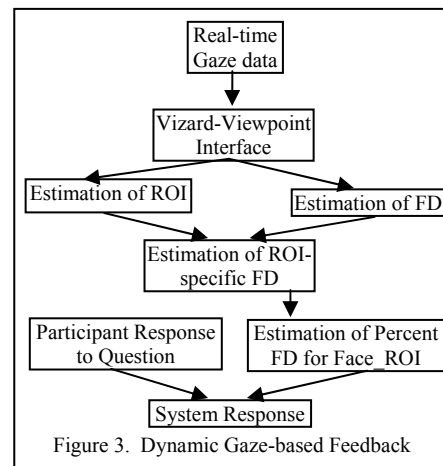 Real-time
Gaze data
Vizard-Viewpoint
Interface
Estimation of ROI
Estimation of FD
Estimation of ROI-
specific FD
Participant Response
to Question
Estimation of Percent
FD for Face_ROI
System Response
Figure 3. Dynamic Gaze-based Feedback